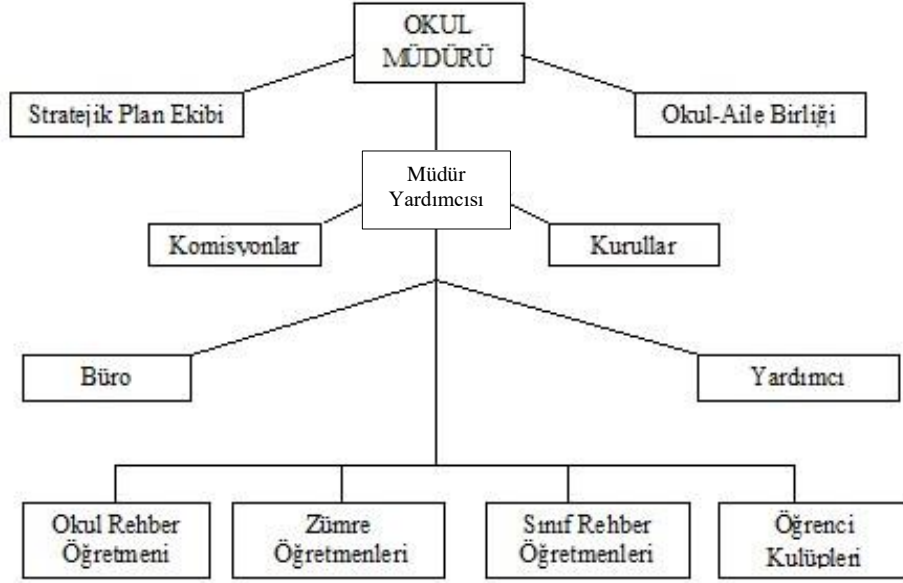 OKUL
MÜDÜRÜ
Stratejik Plan Ekibi
Okul-Aile Birliği
Müdür
Yardımcısı
Komisyonlar
Kurullar
Büro
Yardımcı
Okul Rehber
Öğretmeni
Zümre
Öğretmenleri
Sınıf Rehber
Öğretmenleri
Öğrenci
Kulüpleri